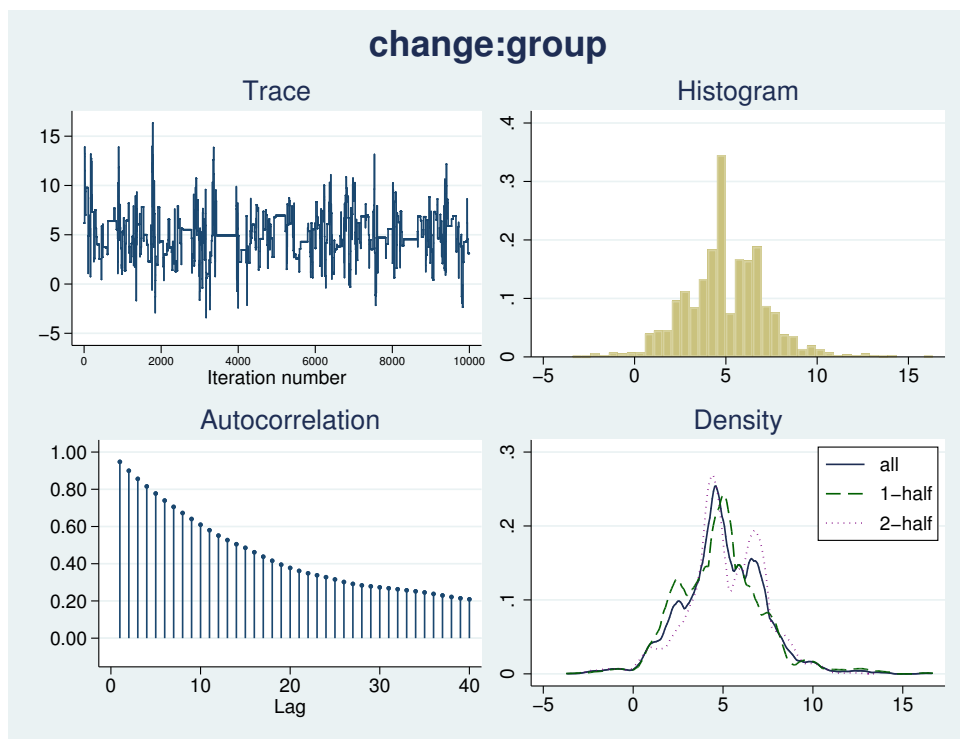 change:group
Trace
15
10
5
0
−5
0 2000 4000 6000 8000 10000
Iteration number
Histogram
.4
.3
.2
.1
0
−5 0 5 10 15
Autocorrelation
1.00
0.80
0.60
0.40
0.20
0.00
0 10 20 30 40
Lag
Density
.3
.2
.1
0
−5 0 5 10 15
all
1−half
2−half